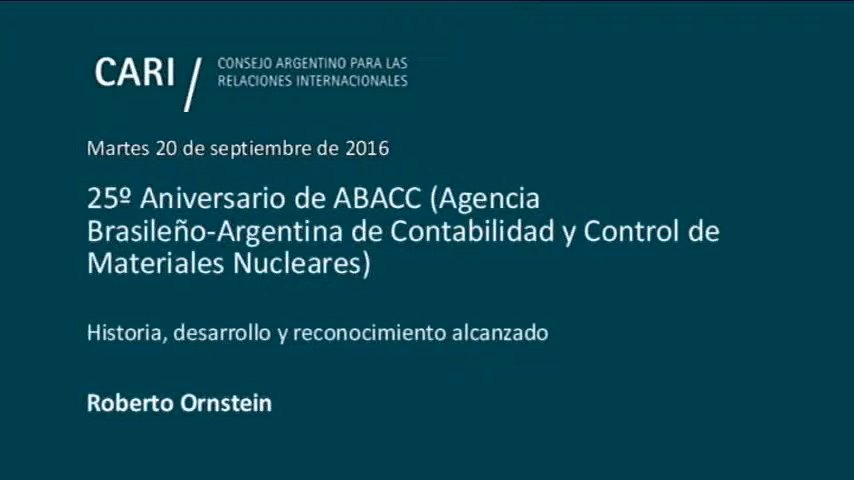 CARI / CONSEJO ARGENTINO PARA LAS
RELACIONES INTERNACIONALES
Martes 20 de septiembre de 2016
25º Aniversario de ABACC (Agencia
Brasileño-Argentina de Contabilidad y Control de
Materiales Nucleares)
Historia, desarrollo y reconocimiento alcanzado
Roberto Ornstein